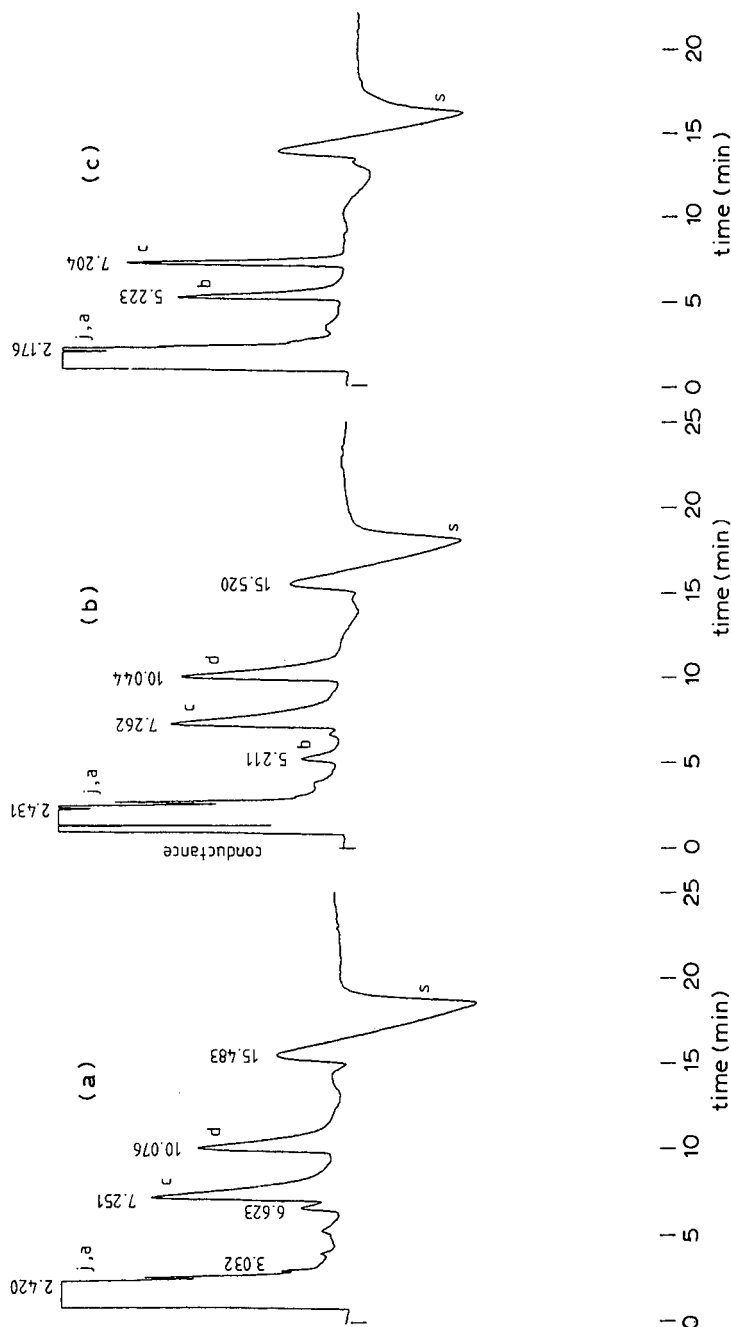 (a)
2.420
j,a
3.032
6.623
7.251
c
10.076
d
15.483
s
0
5
10
15
20
25
time (min)
(b)
conductance
2.431
j,a
5.211
b
7.262
c
10.044
d
15.520
s
0
5
10
15
20
25
time (min)
(c)
2.176
j,a
5.223
b
7.204
c
s
0
5
10
15
20
time (min)